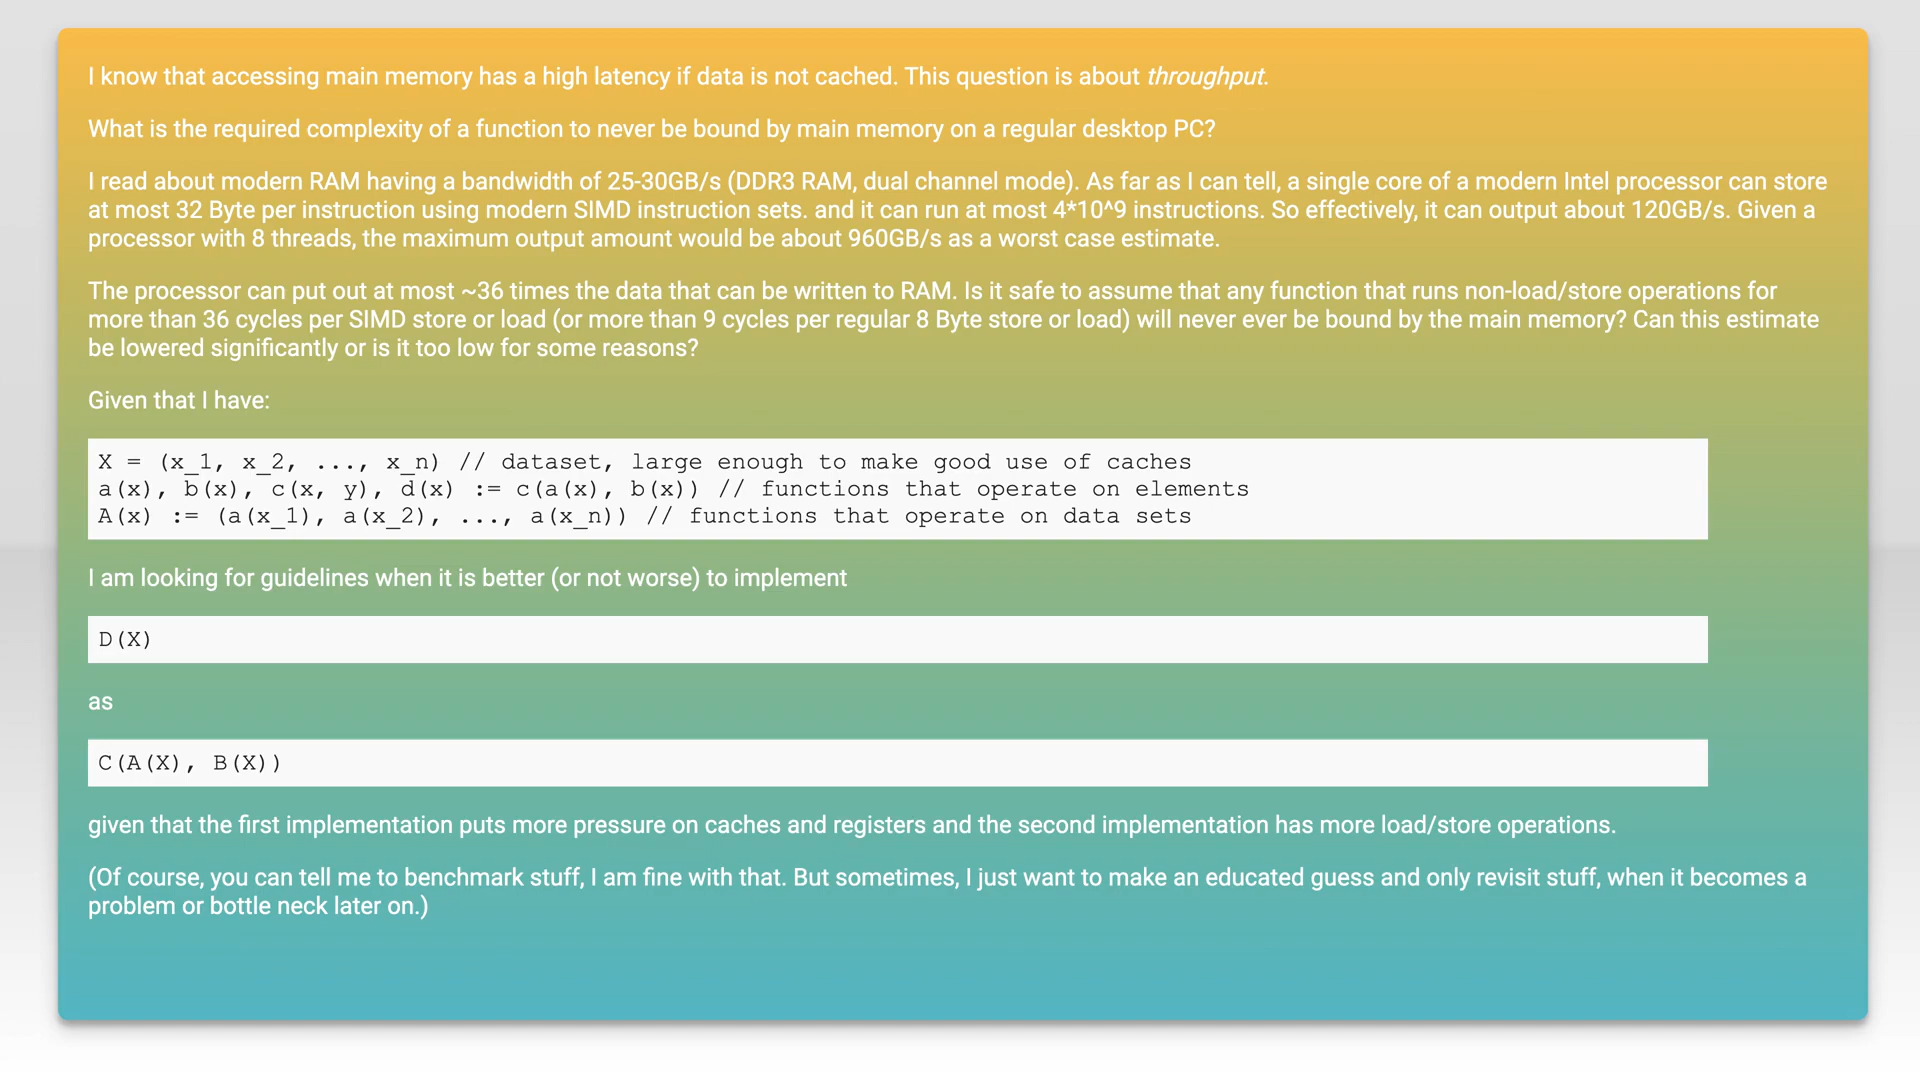 I know that accessing main memory has a high latency if data is not cached. This question is about throughput.
What is the required complexity of a function to never be bound by main memory on a regular desktop PC?
I read about modern RAM having a bandwidth of 25-30GB/s (DDR3 RAM, dual channel mode). As far as I can tell, a single core of a modern Intel processor can store
at most 32 Byte per instruction using modern SIMD instruction sets. and it can run at most 4*10^9 instructions. So effectively, it can output about 120GB/s. Given a
processor with 8 threads, the maximum output amount would be about 960GB/s as a worst case estimate.
The processor can put out at most ~36 times the data that can be written to RAM. Is it safe to assume that any function that runs non-load/store operations for
more than 36 cycles per SIMD store or load (or more than 9 cycles per regular 8 Byte store or load) will never ever be bound by the main memory? Can this estimate
be lowered significantly or is it too low for some reasons?
Given that I have:
X = (x_1, x_2, ..., x_n) // dataset, large enough to make good use of caches
a(x), b(x), c(x, y), d(x) := c(a(x), b(x)) // functions that operate on elements
A(x) := (a(x_1), a(x_2), ..., a(x_n)) // functions that operate on data sets
I am looking for guidelines when it is better (or not worse) to implement
D(X)
as
C(A(X), B(X))
given that the first implementation puts more pressure on caches and registers and the second implementation has more load/store operations.
(Of course, you can tell me to benchmark stuff, I am fine with that. But sometimes, I just want to make an educated guess and only revisit stuff, when it becomes a
problem or bottle neck later on.)